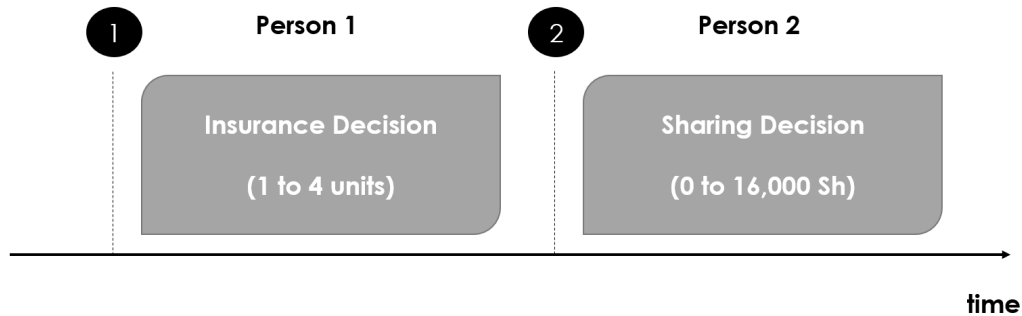 1
Person 1
2
Person 2
Insurance Decision
(1 to 4 units)
Sharing Decision
(0 to 16,000 Sh)
time